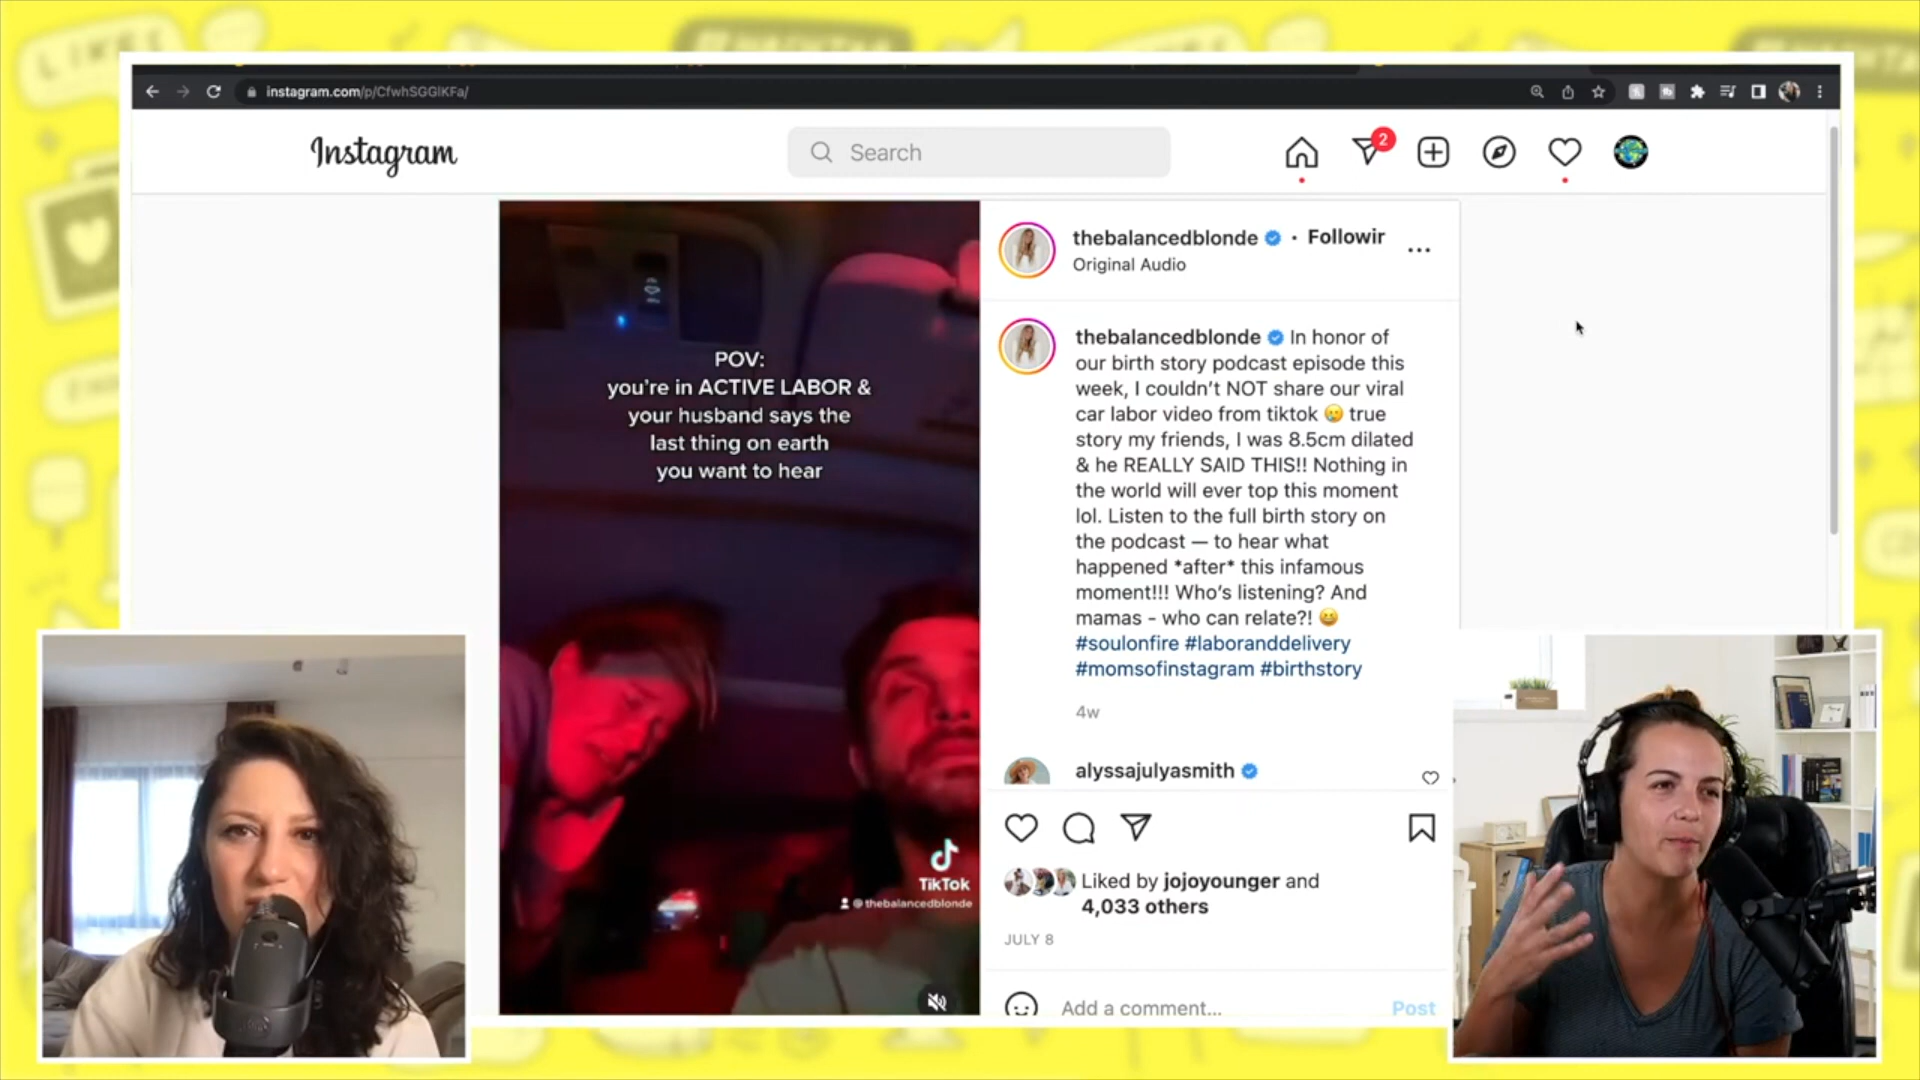 LIKES
instagram.com/p/CfwhSGGlKFa/
Instagram
Search
2
POV:
you're in ACTIVE LABOR &
your husband says the
last thing on earth
you want to hear
TikTok
@thebalancedblonde
thebalancedblonde · Followir
Original Audio
thebalancedblonde In honor of
our birth story podcast episode this
week, I couldn't NOT share our viral
car labor video from tiktok 😢 true
story my friends, I was 8.5cm dilated
& he REALLY SAID THIS!! Nothing in
the world will ever top this moment
lol. Listen to the full birth story on
the podcast — to hear what
happened *after* this infamous
moment!!! Who's listening? And
mamas - who can relate?! 😆
#soulonfire #laboranddelivery
#momsofinstagram #birthstory
4w
alyssajulyasmith
Liked by jojoyounger and
4,033 others
JULY 8
Add a comment...
Post